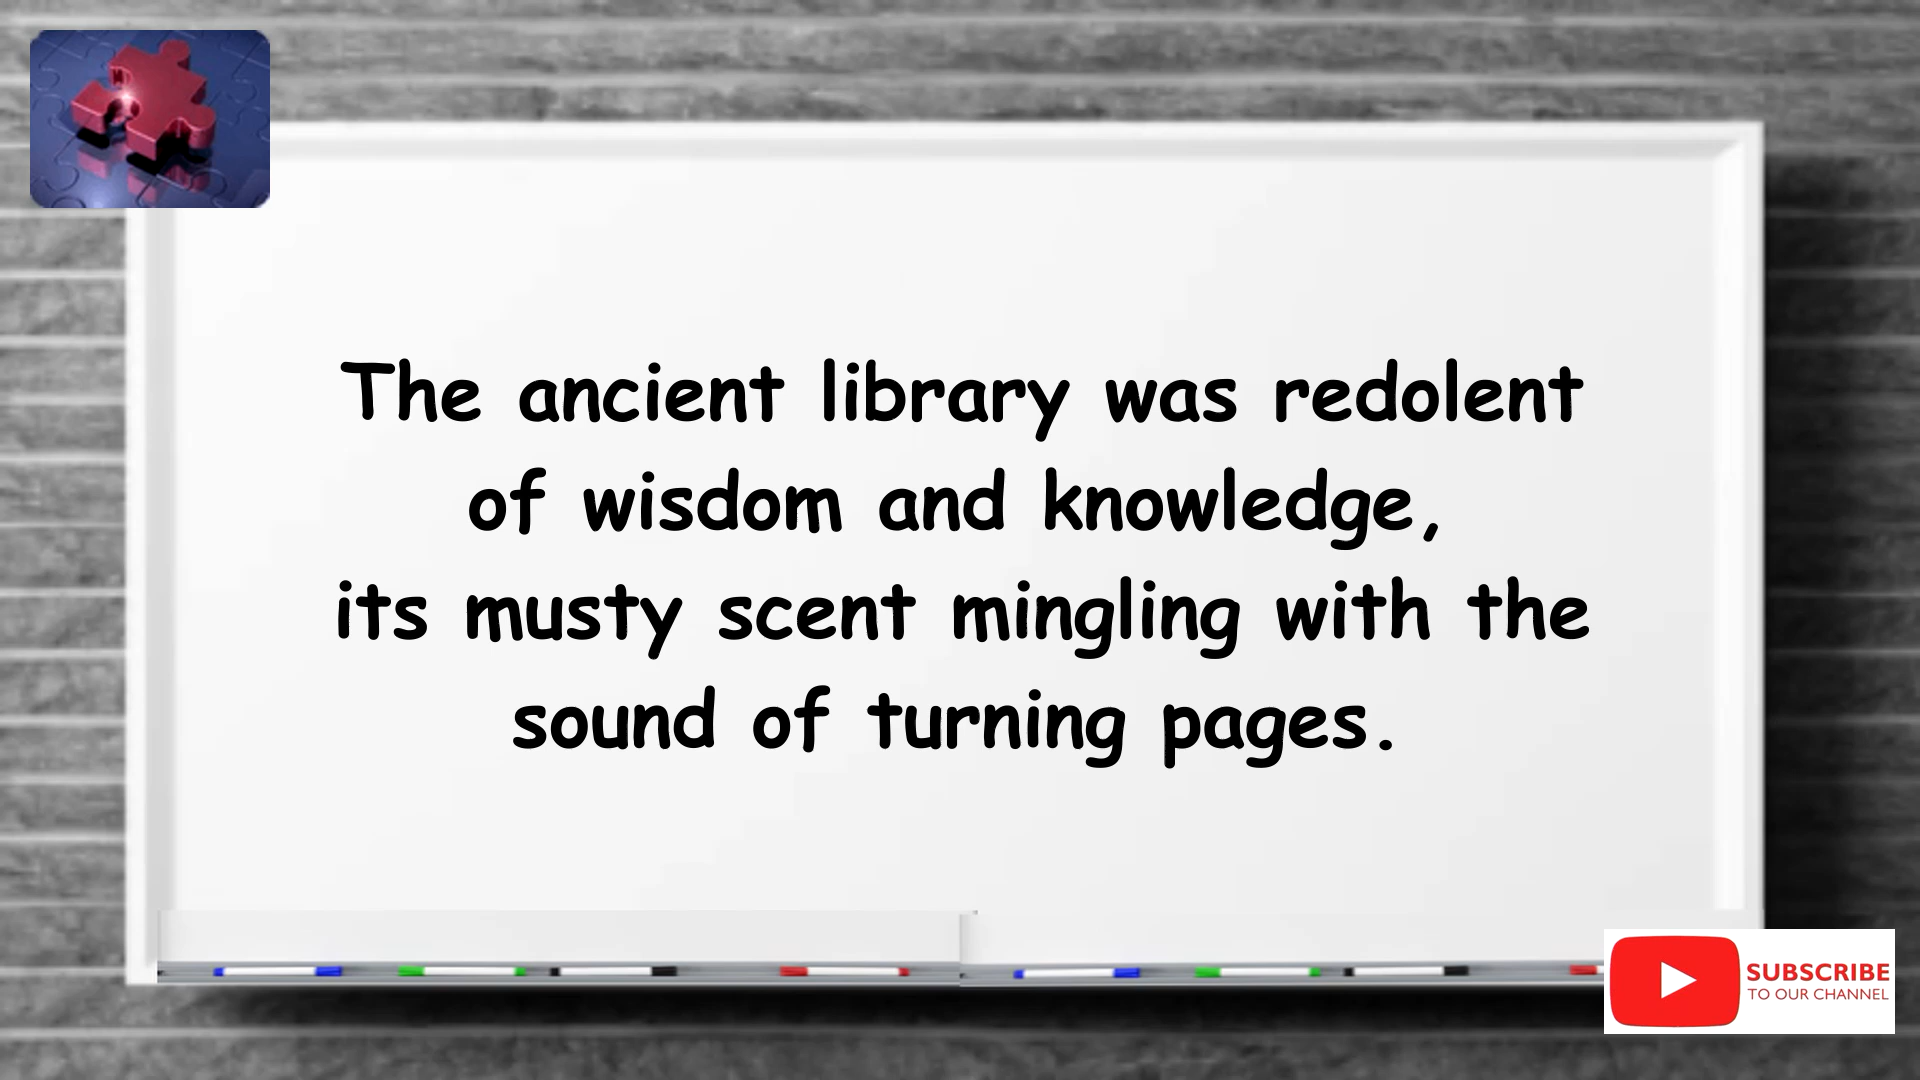 The ancient library was redolent
of wisdom and knowledge,
its musty scent mingling with the
sound of turning pages.
SUBSCRIBE
TO OUR CHANNEL